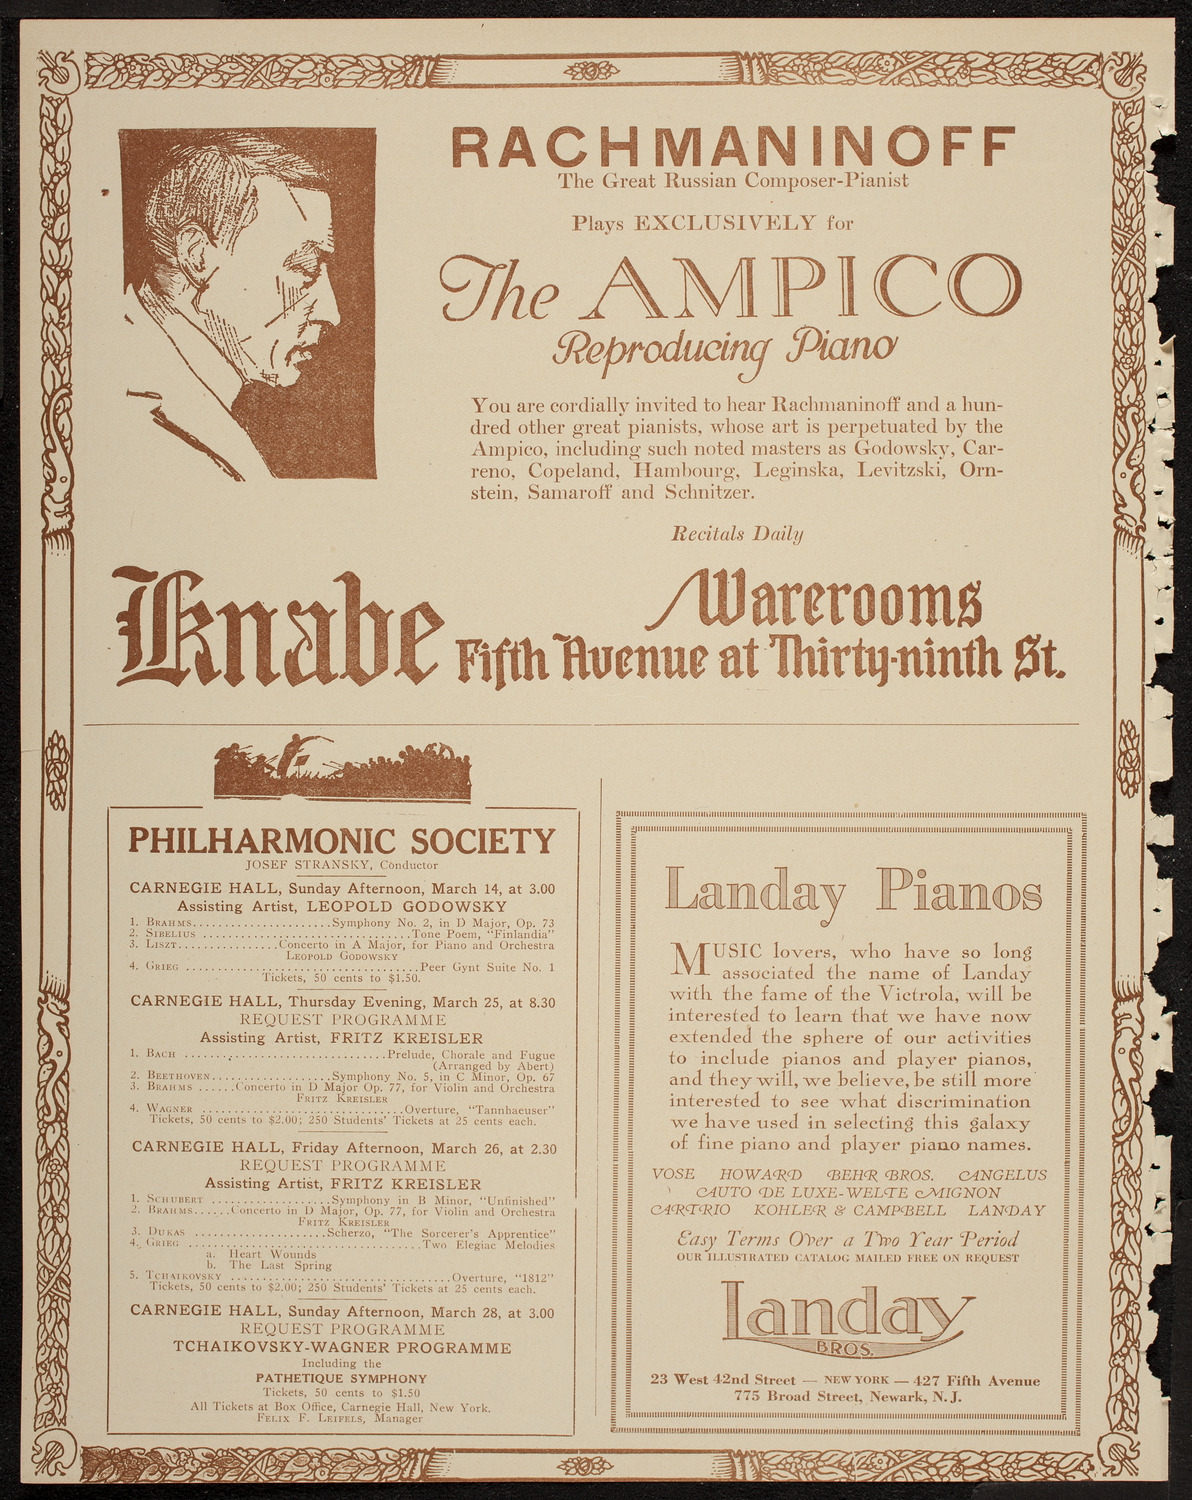 RACHMANINOFF
The Great Russian Composer-Pianist
Plays EXCLUSIVELY for
The AMPICO
Reproducing Piano
You are cordially invited to hear Rachmaninoff and a hun-
dred other great pianists, whose art is perpetuated by the
Ampico, including such noted masters as Godowsky, Car-
reno, Copeland, Hambourg, Leginska, Levitzski, Orn-
stein, Samaroff and Schnitzer.
Recitals Daily
Knabe Warerooms
Fifth Avenue at Thirty-ninth St.
PHILHARMONIC SOCIETY
JOSEF STRANSKY, Conductor
CARNEGIE HALL, Sunday Afternoon, March 14, at 3.00
Assisting Artist, LEOPOLD GODOWSKY
1. BRAHMS......................Symphony No. 2, in D Major, Op. 73
2. SIBELIUS ..............................Tone Poem, "Finlandia"
3. LISZT................Concerto in A Major, for Piano and Orchestra
LEOPOLD GODOWSKY
4. GRIEG ......................................Peer Gynt Suite No. 1
Tickets, 50 cents to $1.50.
CARNEGIE HALL, Thursday Evening, March 25, at 8.30
REQUEST PROGRAMME
Assisting Artist, FRITZ KREISLER
1. BACH ................................Prelude, Chorale and Fugue
(Arranged by Abert)
2. BEETHOVEN...................Symphony No. 5, in C Minor, Op. 67
3. BRAHMS ......Concerto in D Major Op. 77, for Violin and Orchestra
FRITZ KREISLER
4. WAGNER ................................Overture, "Tannhaeuser"
Tickets, 50 cents to $2.00; 250 Students' Tickets at 25 cents each.
CARNEGIE HALL, Friday Afternoon, March 26, at 2.30
REQUEST PROGRAMME
Assisting Artist, FRITZ KREISLER
1. SCHUBERT ...................Symphony in B Minor, "Unfinished"
2. BRAHMS......Concerto in D Major, Op. 77, for Violin and Orchestra
FRITZ KREISLER
3. DUKAS .......................Scherzo, "The Sorcerer's Apprentice"
4. GRIEG ......................................Two Elegiac Melodies
a. Heart Wounds
b. The Last Spring
5. TCHAIKOVSKY ...................................Overture, "1812"
Tickets, 50 cents to $2.00; 250 Students' Tickets at 25 cents each.
CARNEGIE HALL, Sunday Afternoon, March 28, at 3.00
REQUEST PROGRAMME
TCHAIKOVSKY-WAGNER PROGRAMME
Including the
PATHETIQUE SYMPHONY
Tickets, 50 cents to $1.50
All Tickets at Box Office, Carnegie Hall, New York.
FELIX F. LEIFELS, Manager
Landay Pianos
MUSIC lovers, who have so long
associated the name of Landay
with the fame of the Victrola, will be
interested to learn that we have now
extended the sphere of our activities
to include pianos and player pianos,
and they will, we believe, be still more
interested to see what discrimination
we have used in selecting this galaxy
of fine piano and player piano names.
VOSE HOWARD BEHR BROS. CANGELUS
AUTO DE LUXE-WELTE MIGNON
ARTRIO KOHLER & CAMPBELL LANDAY
Easy Terms Over a Two Year Period
OUR ILLUSTRATED CATALOG MAILED FREE ON REQUEST
Landay
BROS.
23 West 42nd Street — NEW YORK — 427 Fifth Avenue
775 Broad Street, Newark, N.J.